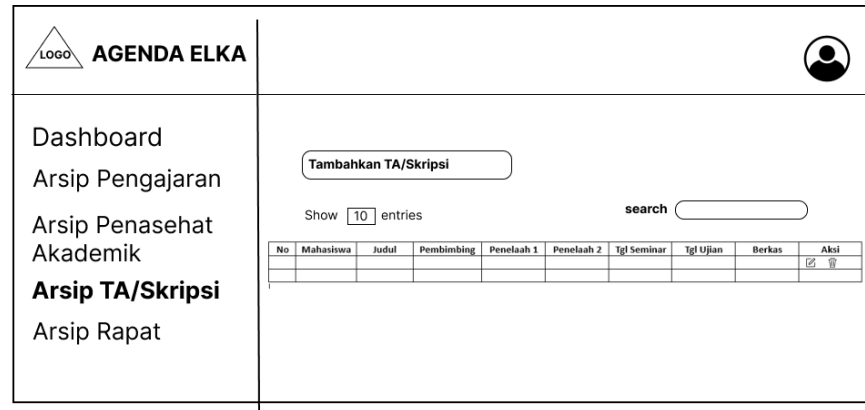 LOGO AGENDA ELKA
Dashboard
Arsip Pengajaran
Arsip Penasehat
Akademik
Arsip TA/Skripsi
Arsip Rapat
Tambahkan TA/Skripsi
Show 10 entries
search
No Mahasiswa Judul Pembimbing Penelaah 1 Penelaah 2 Tgl Seminar Tgl Ujian Berkas Aksi